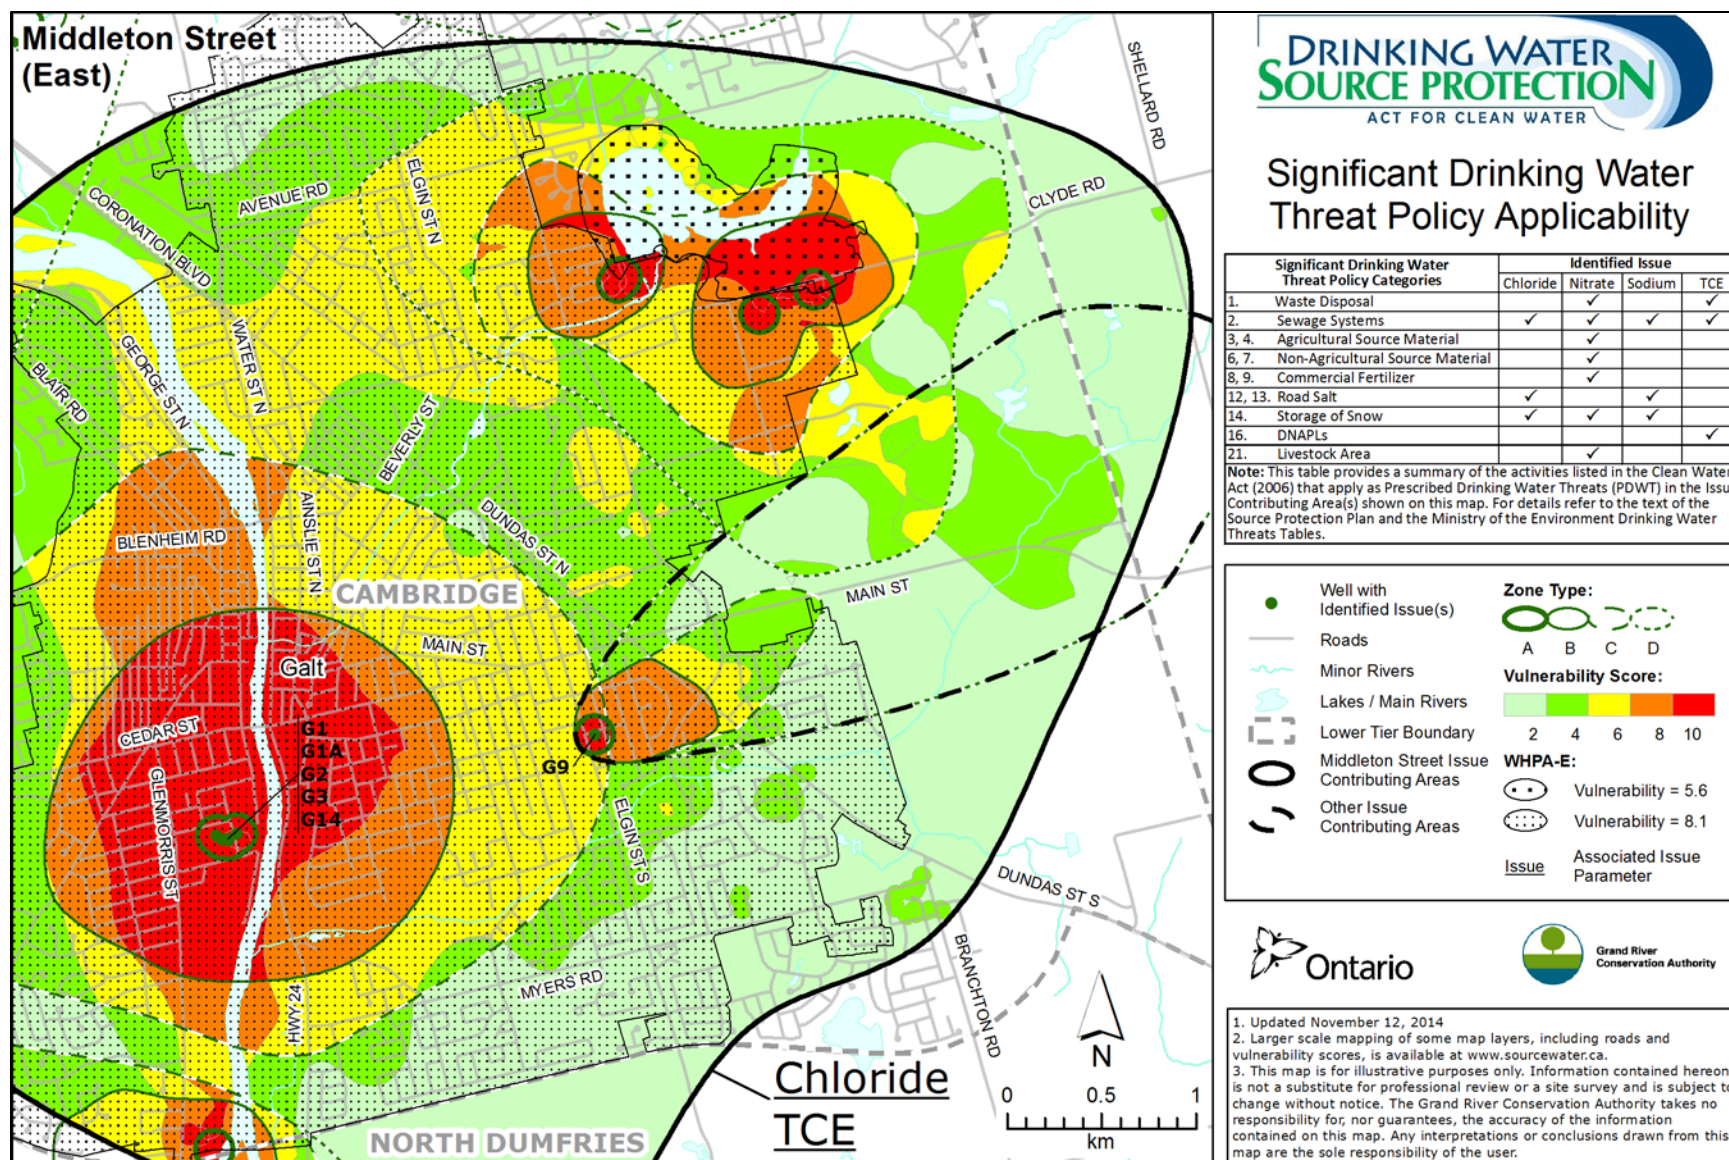 Middleton Street
(East)
SHELLARD RD
CORONATION BLVD
AVENUE RD
ELGIN ST N
CLYDE RD
BLAIR RD
GEORGE ST N
WATER ST N
BEVERLY ST
AINSLIE ST N
DUNDAS ST N
BLENHEIM RD
CAMBRIDGE
MAIN ST
MAIN ST
Galt
CEDAR ST
GLENMORRIS ST
G1
G1A
G2
G3
G14
G9
ELGIN ST S
DUNDAS ST S
MYERS RD
BRANCHTON RD
HWY 24
Chloride
TCE
NORTH DUMFRIES
N
0 0.5 1
km
DRINKING WATER
SOURCE PROTECTION
ACT FOR CLEAN WATER
Significant Drinking Water
Threat Policy Applicability
Significant Drinking Water
Threat Policy Categories
Identified Issue
Chloride Nitrate Sodium TCE
1. Waste Disposal ✓ ✓
2. Sewage Systems ✓ ✓ ✓ ✓
3, 4. Agricultural Source Material ✓
6, 7. Non-Agricultural Source Material ✓
8, 9. Commercial Fertilizer ✓
12, 13. Road Salt ✓ ✓
14. Storage of Snow ✓ ✓ ✓
16. DNAPLs ✓
21. Livestock Area ✓
Note: This table provides a summary of the activities listed in the Clean Water
Act (2006) that apply as Prescribed Drinking Water Threats (PDWT) in the Issu
Contributing Area(s) shown on this map. For details refer to the text of the
Source Protection Plan and the Ministry of the Environment Drinking Water
Threats Tables.
Well with
Identified Issue(s)
Roads
Minor Rivers
Lakes / Main Rivers
Lower Tier Boundary
Middleton Street Issue
Contributing Areas
Other Issue
Contributing Areas
Zone Type:
A B C D
Vulnerability Score:
2 4 6 8 10
WHPA-E:
Vulnerability = 5.6
Vulnerability = 8.1
Issue Associated Issue
Parameter
Ontario
Grand River
Conservation Authority
1. Updated November 12, 2014
2. Larger scale mapping of some map layers, including roads and
vulnerability scores, is available at www.sourcewater.ca.
3. This map is for illustrative purposes only. Information contained hereon
is not a substitute for professional review or a site survey and is subject to
change without notice. The Grand River Conservation Authority takes no
responsibility for, nor guarantees, the accuracy of the information
contained on this map. Any interpretations or conclusions drawn from this
map are the sole responsibility of the user.